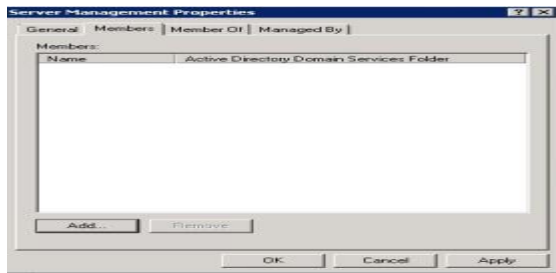 Server Management Properties
General Members Member Of Managed By
Members:
Name Active Directory Domain Services Folder
Add... Remove
OK Cancel Apply